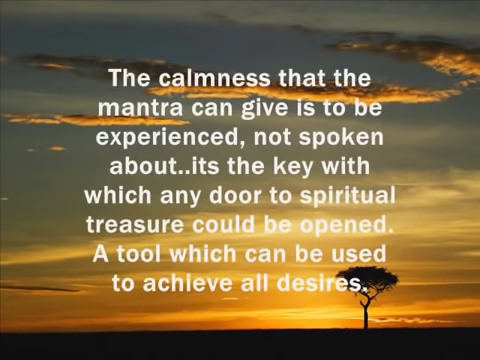 The calmness that the
mantra can give is to be
experienced, not spoken
about..its the key with
which any door to spiritual
treasure could be opened.
A tool which can be used
to achieve all desires.